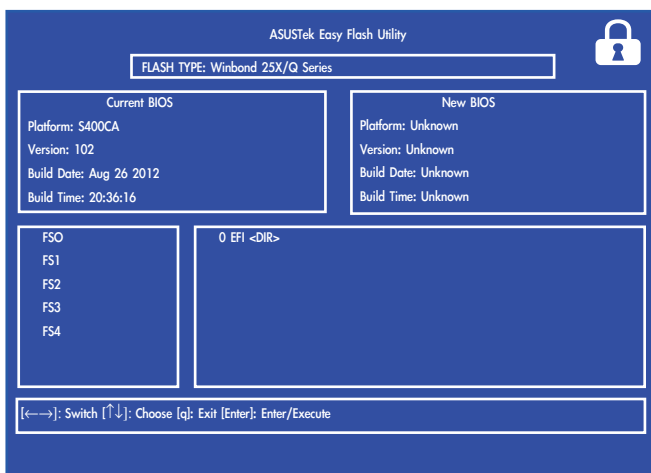 ASUSTek Easy Flash Utility
FLASH TYPE: Winbond 25X/Q Series
Current BIOS
Platform: S400CA
Version: 102
Build Date: Aug 26 2012
Build Time: 20:36:16
New BIOS
Platform: Unknown
Version: Unknown
Build Date: Unknown
Build Time: Unknown
FSO
FS1
FS2
FS3
FS4
0 EFI <DIR>
[←→]: Switch [↑↓]: Choose [q]: Exit [Enter]: Enter/Execute